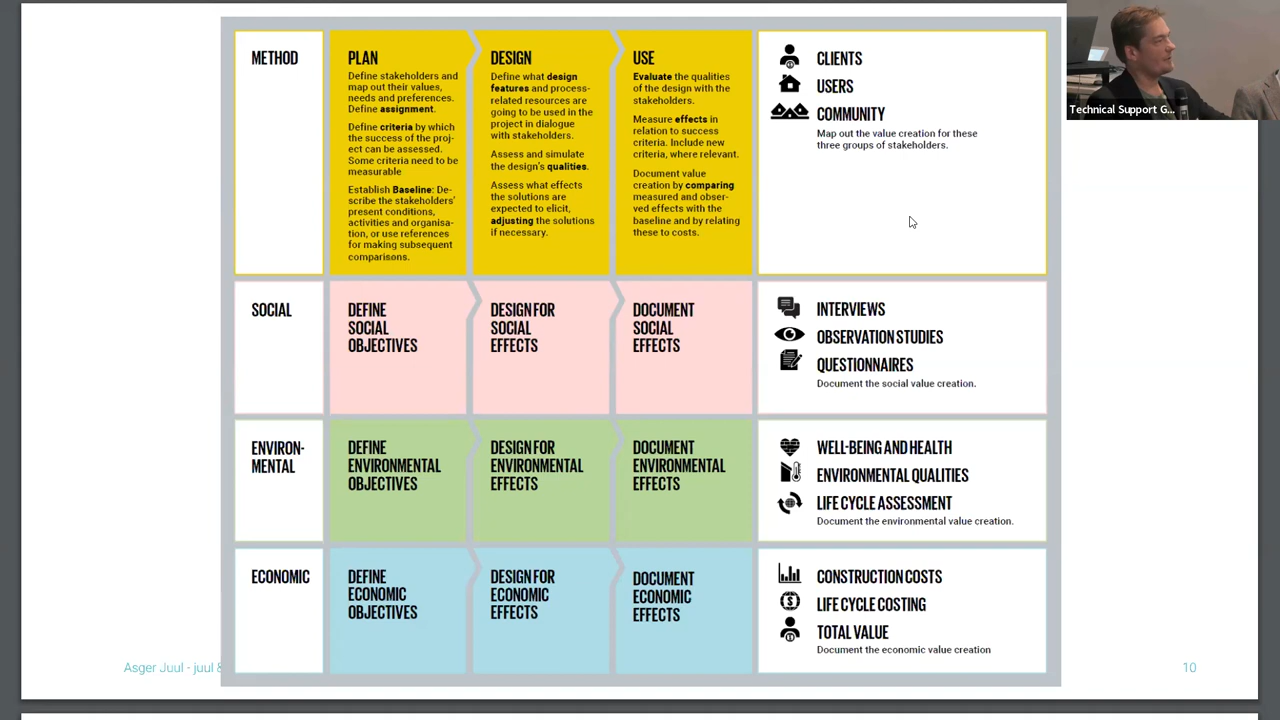 METHOD
PLAN
Define stakeholders and
map out their values,
needs and preferences.
Define assignment.
Define criteria by which
the success of the proj-
ect can be assessed.
Some criteria need to be
measurable
Establish Baseline: De-
scribe the stakeholders'
present conditions,
activities and organisa-
tion, or use references
for making subsequent
comparisons.
DESIGN
Define what design
features and process-
related resources are
going to be used in the
project in dialogue
with stakeholders.
Assess and simulate
the design's qualities.
Assess what effects
the solutions are
expected to elicit,
adjusting the solutions
if necessary.
USE
Evaluate the qualities
of the design with the
stakeholders.
Measure effects in
relation to success
criteria. Include new
criteria, where relevant.
Document value
creation by comparing
measured and obser-
ved effects with the
baseline and by relating
these to costs.
CLIENTS
USERS
COMMUNITY
Map out the value creation for these
three groups of stakeholders.
SOCIAL
DEFINE
SOCIAL
OBJECTIVES
DESIGN FOR
SOCIAL
EFFECTS
DOCUMENT
SOCIAL
EFFECTS
INTERVIEWS
OBSERVATION STUDIES
QUESTIONNAIRES
Document the social value creation.
ENVIRON-
MENTAL
DEFINE
ENVIRONMENTAL
OBJECTIVES
DESIGN FOR
ENVIRONMENTAL
EFFECTS
DOCUMENT
ENVIRONMENTAL
EFFECTS
WELL-BEING AND HEALTH
ENVIRONMENTAL QUALITIES
LIFE CYCLE ASSESSMENT
Document the environmental value creation.
ECONOMIC
DEFINE
ECONOMIC
OBJECTIVES
DESIGN FOR
ECONOMIC
EFFECTS
DOCUMENT
ECONOMIC
EFFECTS
CONSTRUCTION COSTS
LIFE CYCLE COSTING
TOTAL VALUE
Document the economic value creation
Asger Juul - juul &
10
Technical Support G...